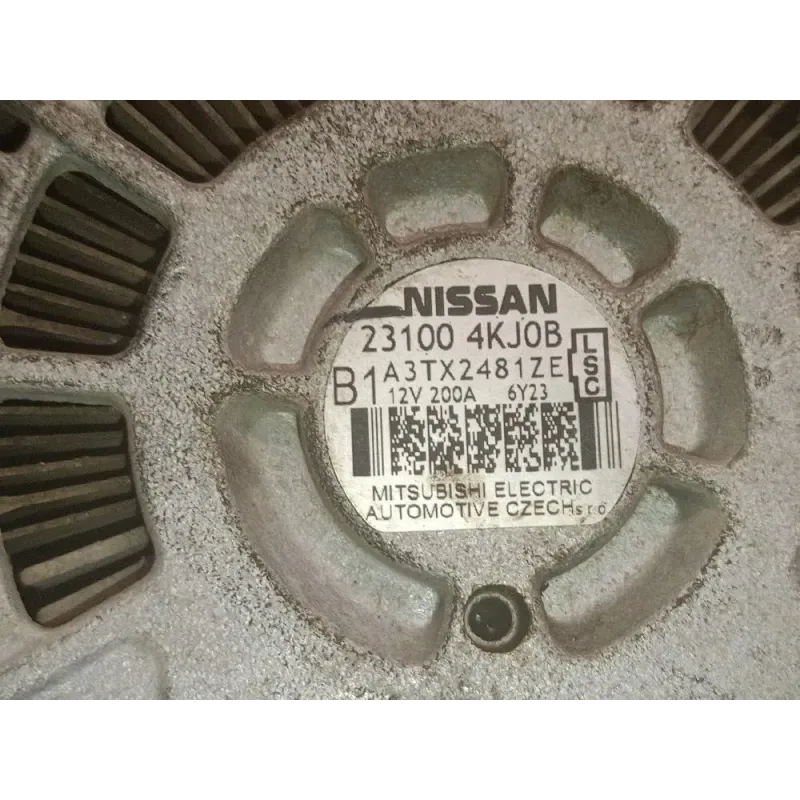 NISSAN
23100 4KJ0B
B1 A3TX2481ZE
12V 200A 6Y23
LSC
MITSUBISHI ELECTRIC
AUTOMOTIVE CZECH s r o